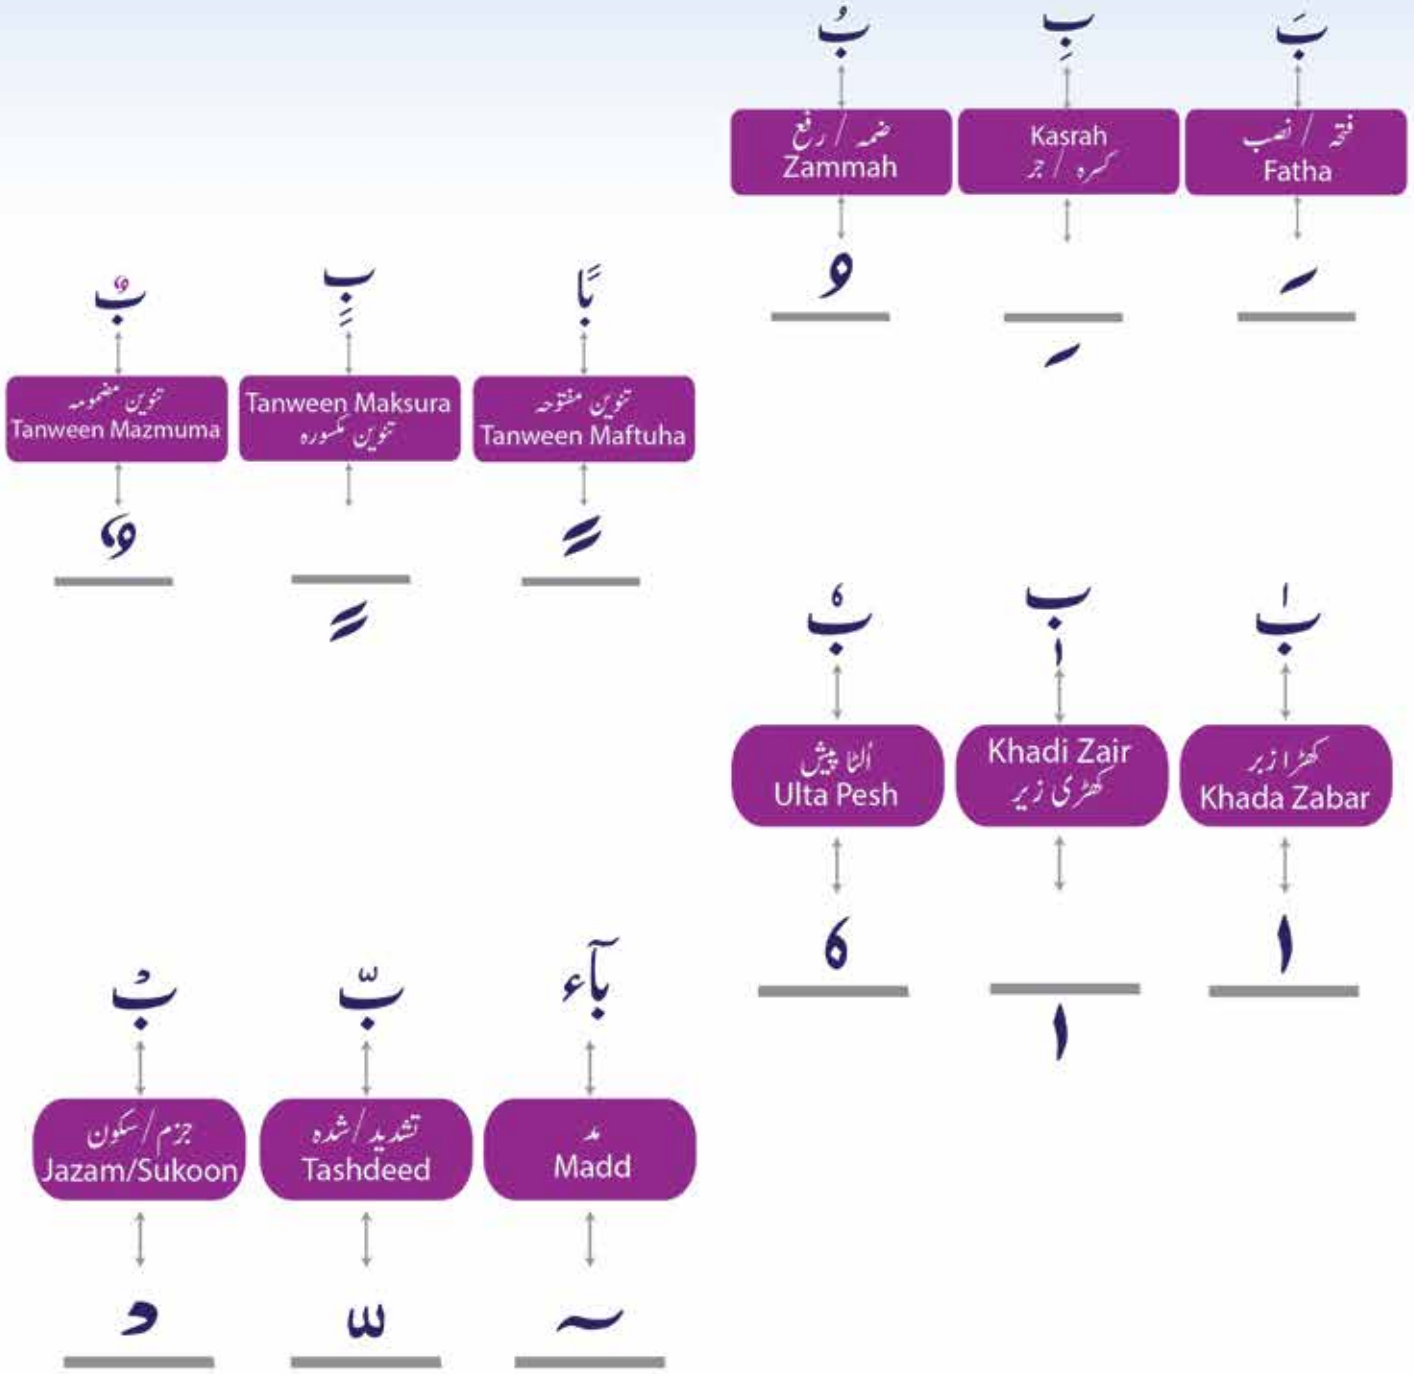 بَ بِ بُ
فتحہ / نصب
Fatha
Kasrah
کسرہ / جر
ضمہ / رفع
Zammah
َ ِ ُ
بًا بٍ بٌ
تنوین مفتوحہ
Tanween Maftuha
Tanween Maksura
تنوین مکسورہ
تنوین مضمومہ
Tanween Mazmuma
ً ٍ ٌ
بٰ بٖ بٗ
کھڑا زبر
Khada Zabar
Khadi Zair
کھڑی زیر
اُلٹا پیش
Ulta Pesh
ٰ ٖ ٗ
بآء بّ بْ
مد
Madd
تشدید/شدہ
Tashdeed
جزم/سکون
Jazam/Sukoon
ٓ ّ ْ